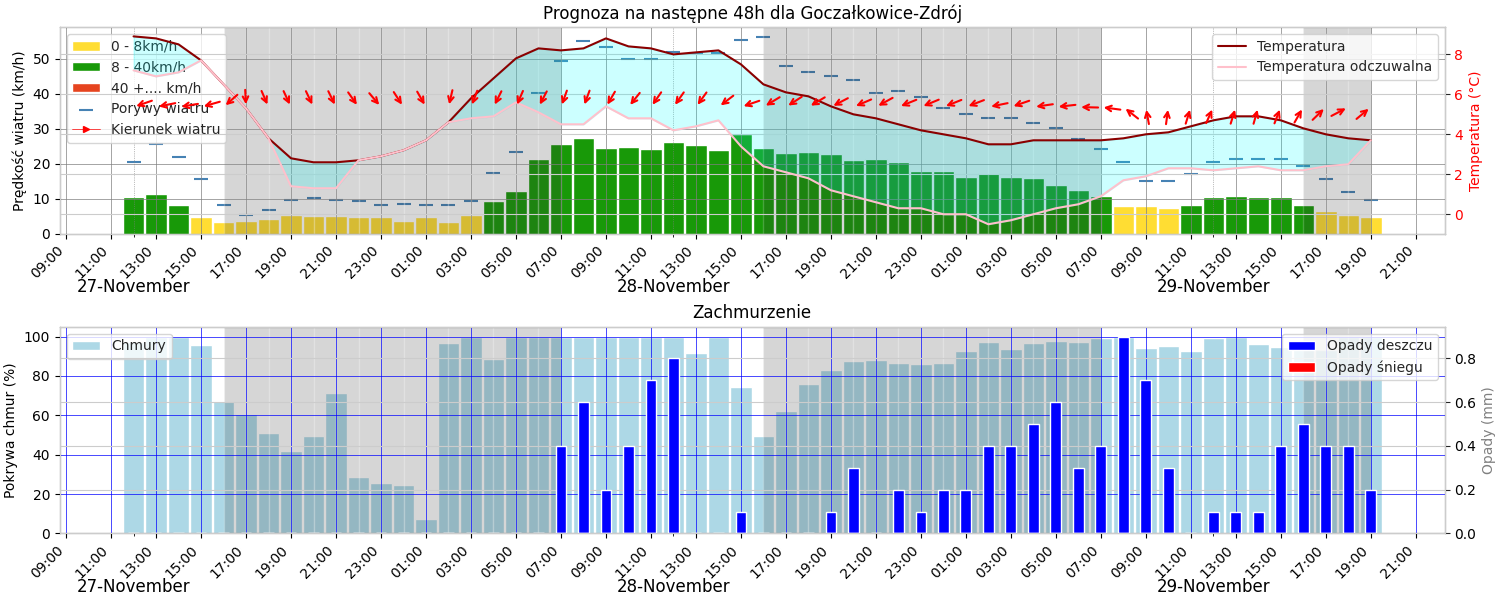 Prognoza na następne 48h dla Goczałkowice-Zdrój
Prędkość wiatru (km/h)
50
40
30
20
10
0
0 - 8km/h
8 - 40km/h
40 +.... km/h
Porywy wiatru
Kierunek wiatru
Temperatura
Temperatura odczuwalna
8
6
4
2
0
Temperatura (°C)
09:00 11:00 13:00 15:00 17:00 19:00 21:00 23:00 01:00 03:00 05:00 07:00 09:00 11:00 13:00 15:00 17:00 19:00 21:00 23:00 01:00 03:00 05:00 07:00 09:00 11:00 13:00 15:00 17:00 19:00 21:00
27-November 28-November 29-November
Zachmurzenie
Pokrywa chmur (%)
100
80
60
40
20
0
Chmury
Opady deszczu
Opady śniegu
0.8
0.6
0.4
0.2
0.0
Opady (mm)
09:00 11:00 13:00 15:00 17:00 19:00 21:00 23:00 01:00 03:00 05:00 07:00 09:00 11:00 13:00 15:00 17:00 19:00 21:00 23:00 01:00 03:00 05:00 07:00 09:00 11:00 13:00 15:00 17:00 19:00 21:00
27-November 28-November 29-November